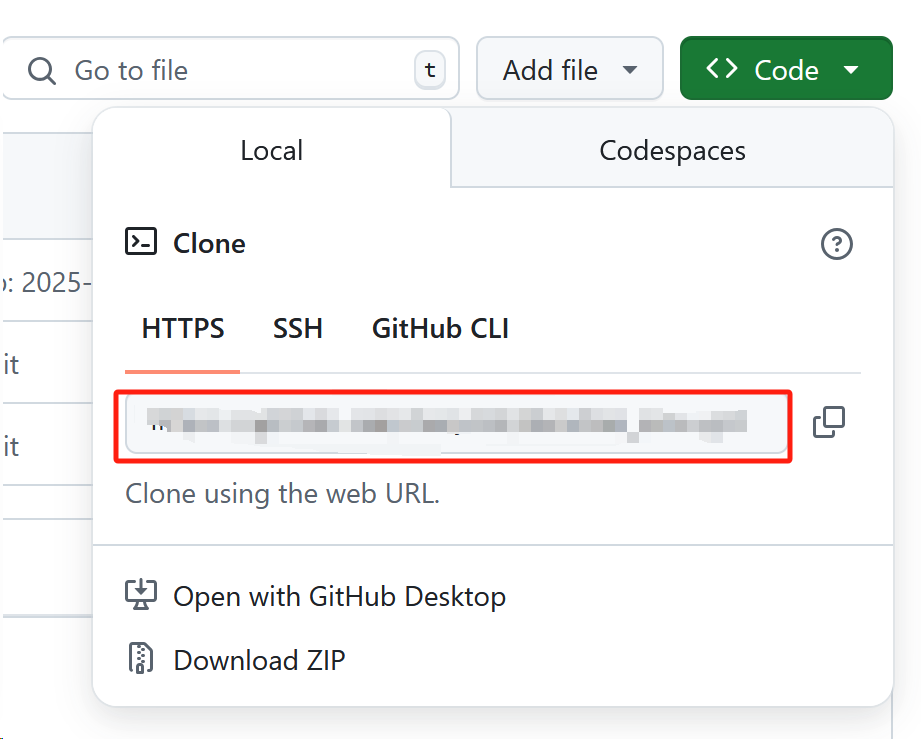 Go to file t Add file Code
Local Codespaces
Clone
2025-
HTTPS SSH GitHub CLI
it
it
Clone using the web URL.
Open with GitHub Desktop
Download ZIP